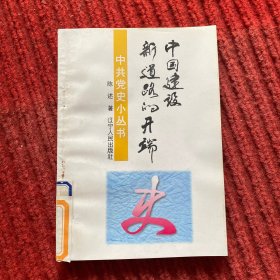 中国建设
新道路的开端
中共党史小丛书
陈述 著 辽宁人民出版社
史